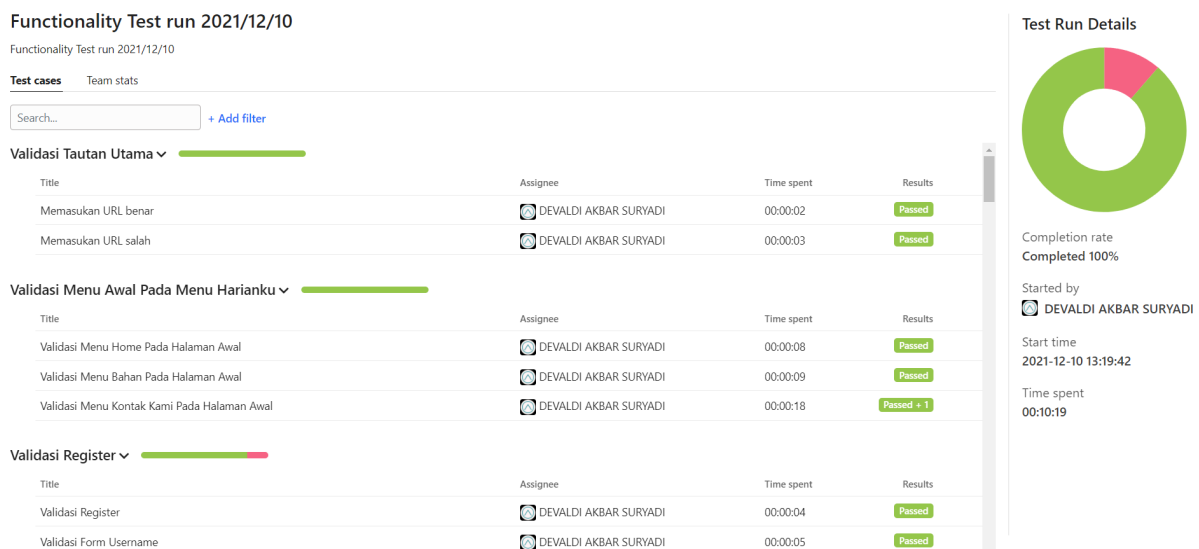 Functionality Test run 2021/12/10
Functionality Test run 2021/12/10
Test cases Team stats
Search... + Add filter
Validasi Tautan Utama
Title Assignee Time spent Results
Memasukan URL benar DEVALDI AKBAR SURYADI 00:00:02 Passed
Memasukan URL salah DEVALDI AKBAR SURYADI 00:00:03 Passed
Validasi Menu Awal Pada Menu Harianku
Title Assignee Time spent Results
Validasi Menu Home Pada Halaman Awal DEVALDI AKBAR SURYADI 00:00:08 Passed
Validasi Menu Bahan Pada Halaman Awal DEVALDI AKBAR SURYADI 00:00:09 Passed
Validasi Menu Kontak Kami Pada Halaman Awal DEVALDI AKBAR SURYADI 00:00:18 Passed + 1
Validasi Register
Title Assignee Time spent Results
Validasi Register DEVALDI AKBAR SURYADI 00:00:04 Passed
Validasi Form Username DEVALDI AKBAR SURYADI 00:00:05 Passed
Test Run Details
Completion rate
Completed 100%
Started by
DEVALDI AKBAR SURYADI
Start time
2021-12-10 13:19:42
Time spent
00:10:19